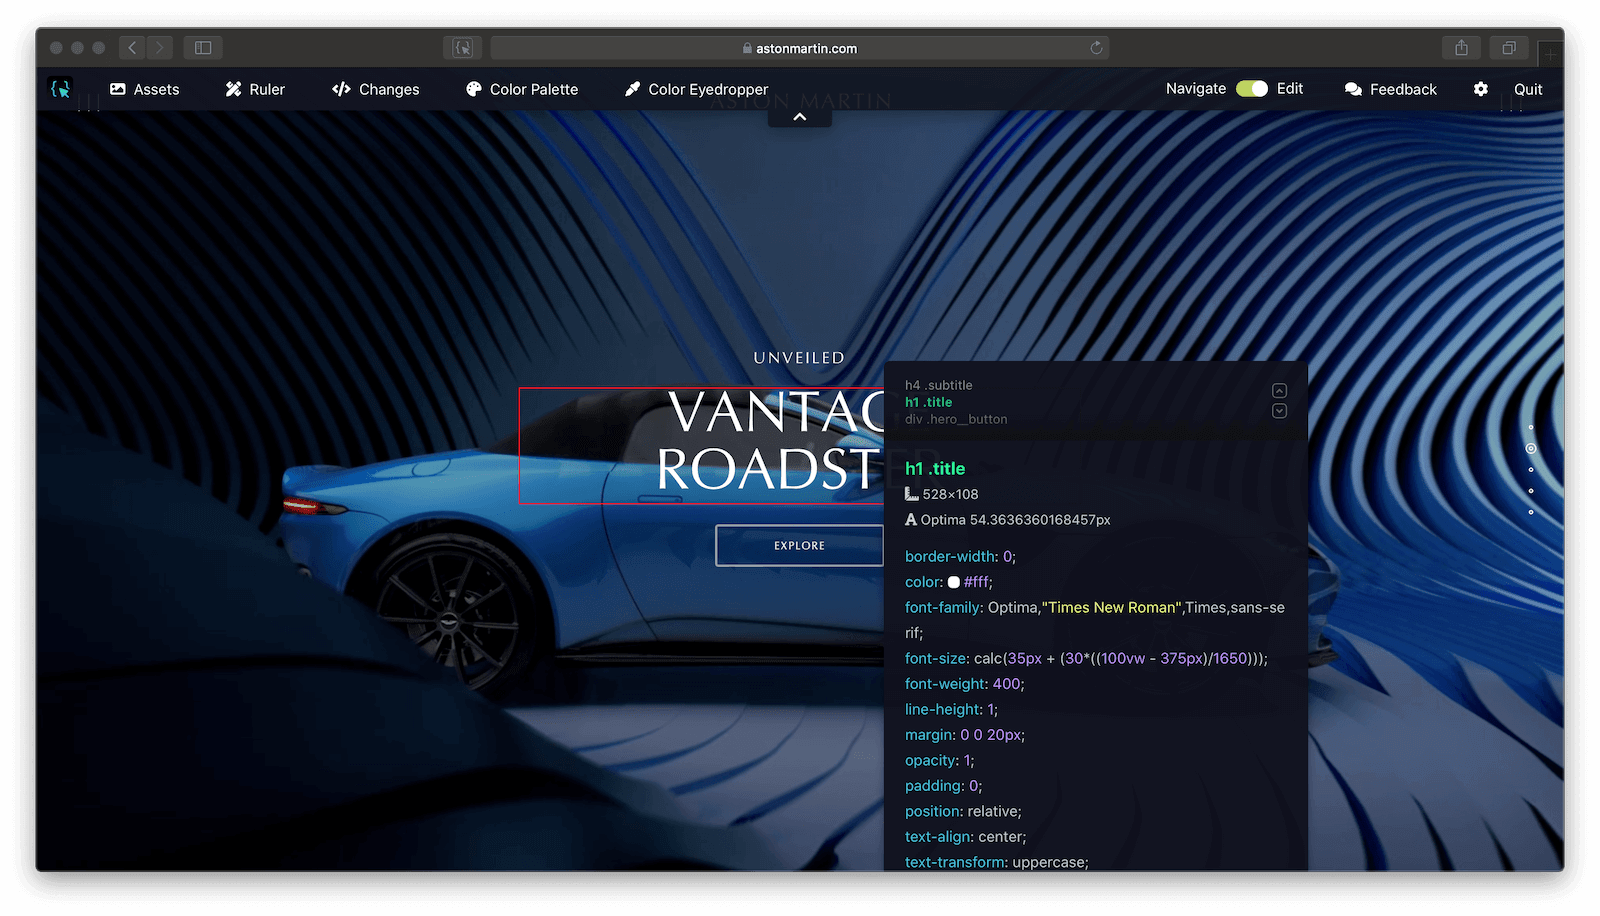 astonmartin.com
Assets
Ruler
Changes
Color Palette
Color Eyedropper
Navigate
Edit
Feedback
Quit
ASTON MARTIN
UNVEILED
VANTAG
ROADSTER
EXPLORE
h4 .subtitle
h1 .title
div .hero__button
h1 .title
528×108
A Optima 54.3636360168457px
border-width: 0;
color: #fff;
font-family: Optima,"Times New Roman",Times,sans-se
rif;
font-size: calc(35px + (30*((100vw - 375px)/1650)));
font-weight: 400;
line-height: 1;
margin: 0 0 20px;
opacity: 1;
padding: 0;
position: relative;
text-align: center;
text-transform: uppercase;